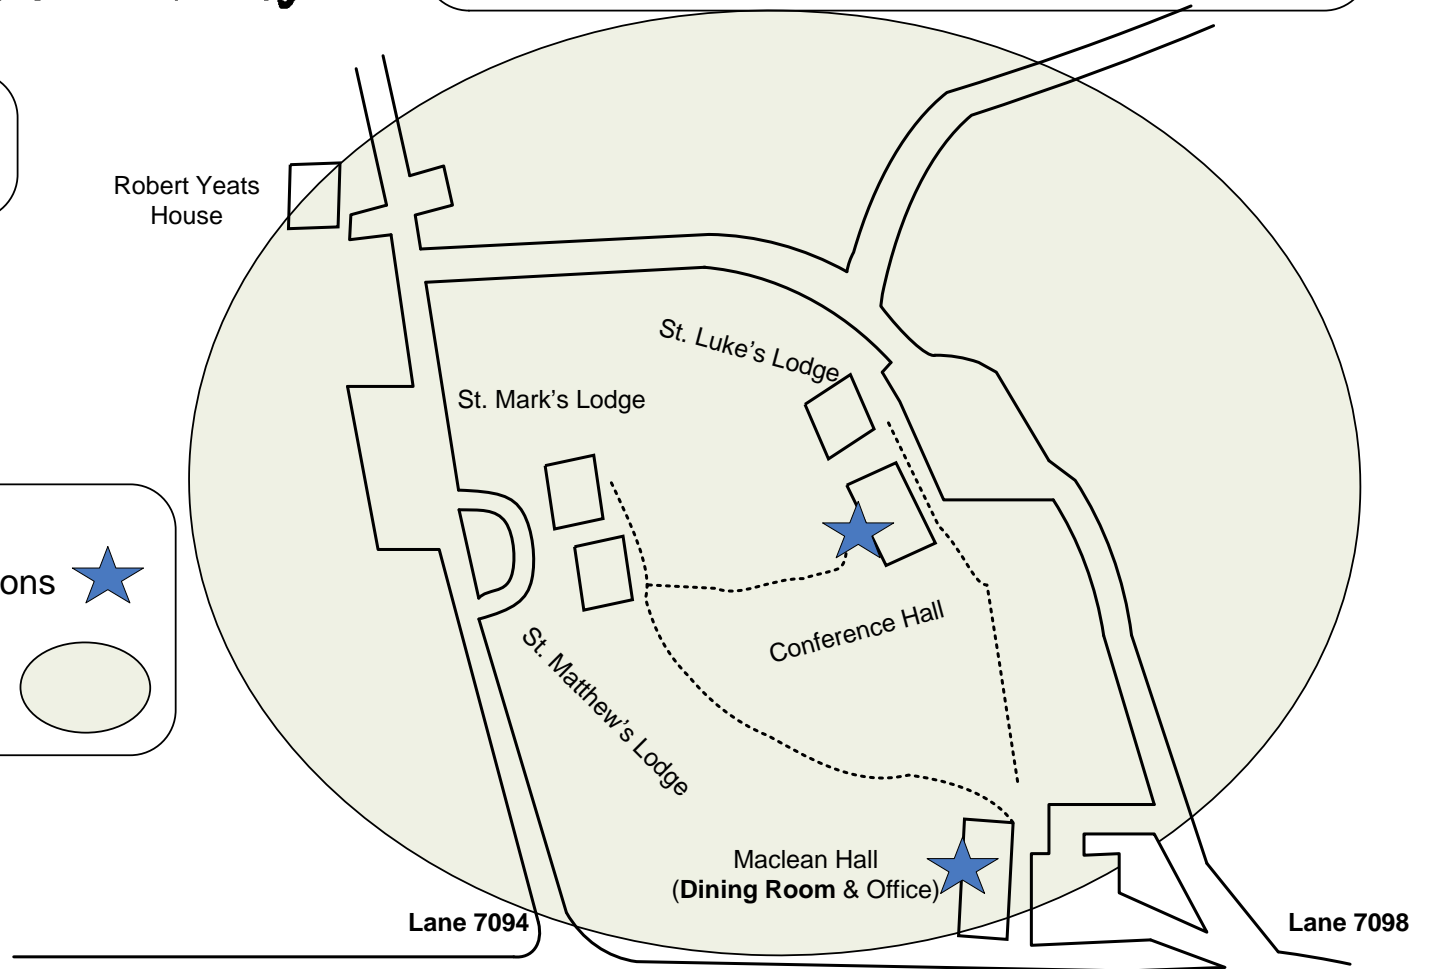 Robert Yeats
House
St. Luke's Lodge
St. Mark's Lodge
ons
Conference Hall
St. Matthew's Lodge
Maclean Hall
(Dining Room & Office)
Lane 7094
Lane 7098